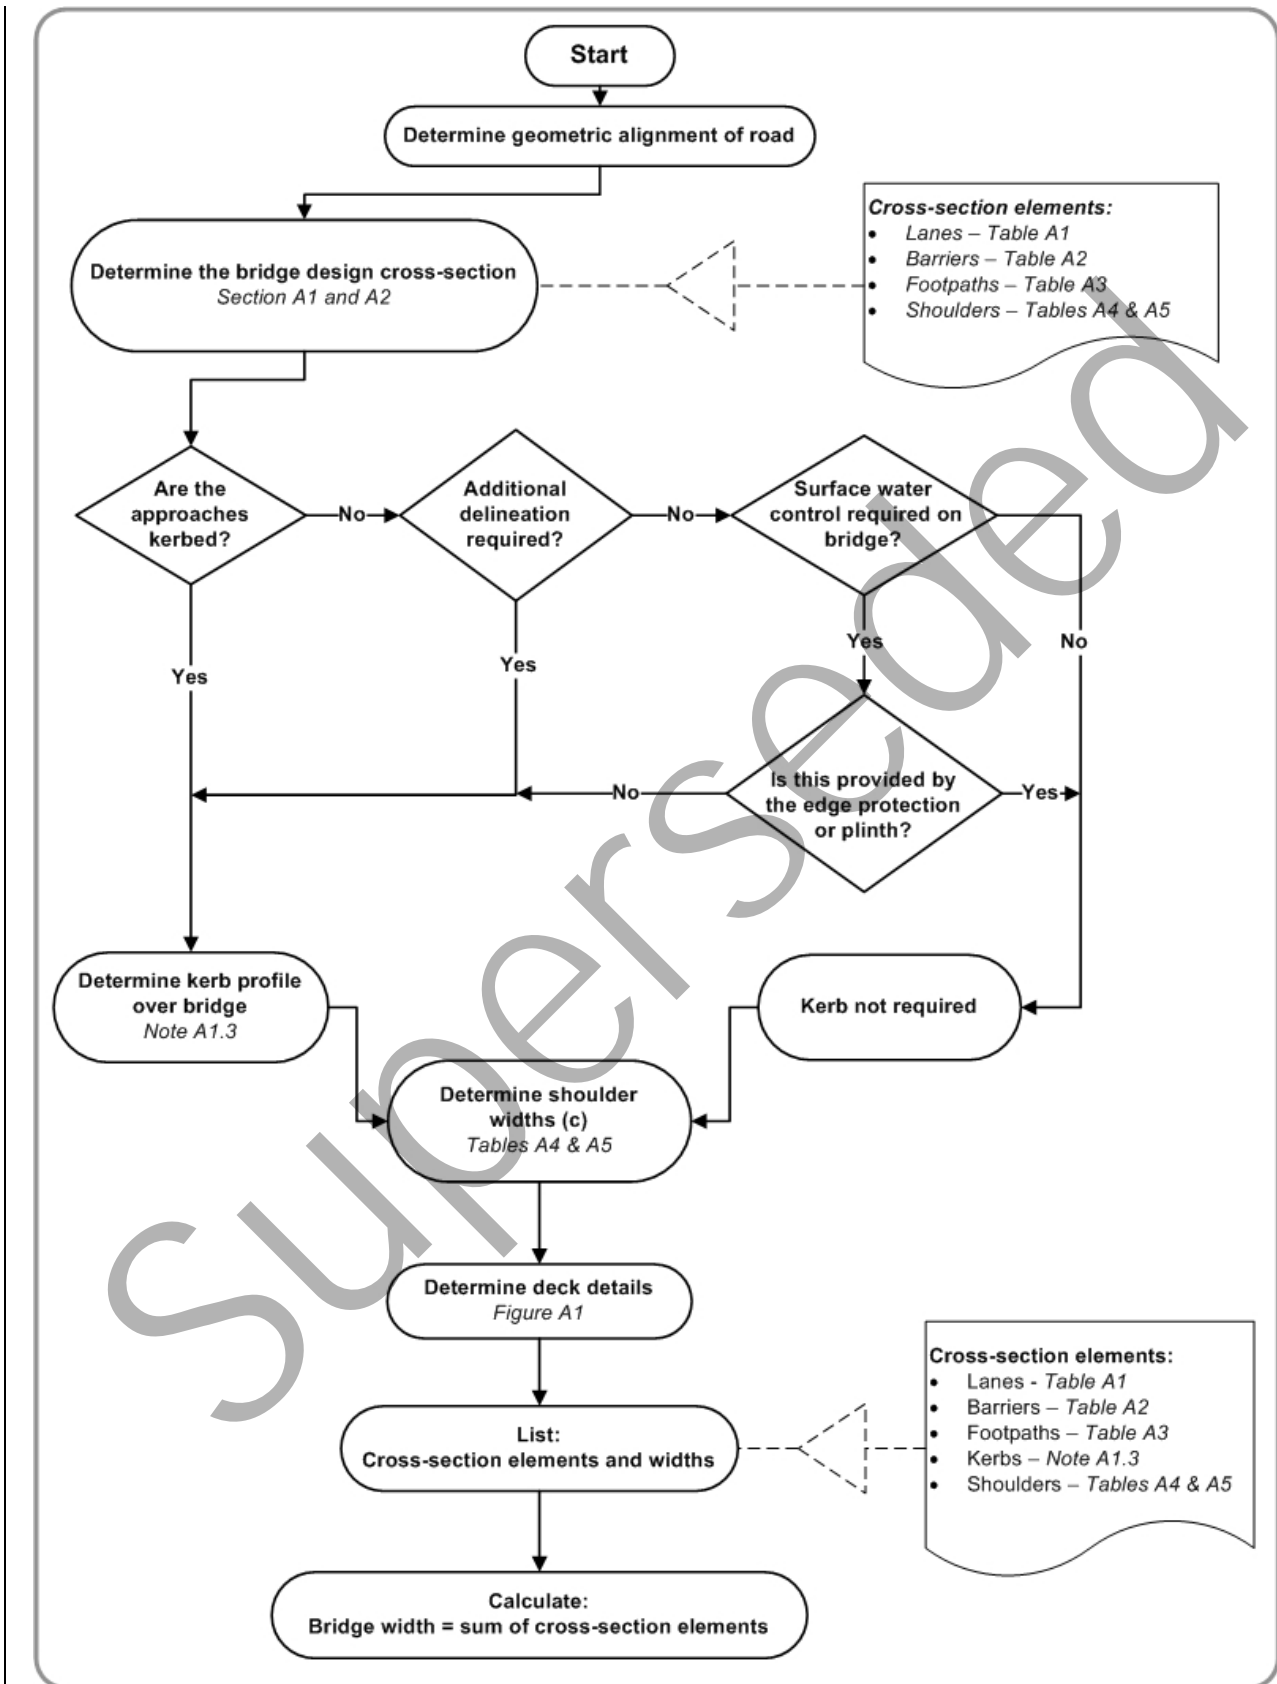 Start
Determine geometric alignment of road
Determine the bridge design cross-section
Section A1 and A2
Cross-section elements:
• Lanes – Table A1
• Barriers – Table A2
• Footpaths – Table A3
• Shoulders – Tables A4 & A5
Are the
approaches
kerbed?
No
Additional
delineation
required?
No
Surface water
control required on
bridge?
Yes
Yes
Yes
No
Is this provided by
the edge protection
or plinth?
No
Yes
Determine kerb profile
over bridge
Note A1.3
Kerb not required
Determine shoulder
widths (c)
Tables A4 & A5
Determine deck details
Figure A1
List:
Cross-section elements and widths
Cross-section elements:
• Lanes - Table A1
• Barriers – Table A2
• Footpaths – Table A3
• Kerbs – Note A1.3
• Shoulders – Tables A4 & A5
Calculate:
Bridge width = sum of cross-section elements
Superseded